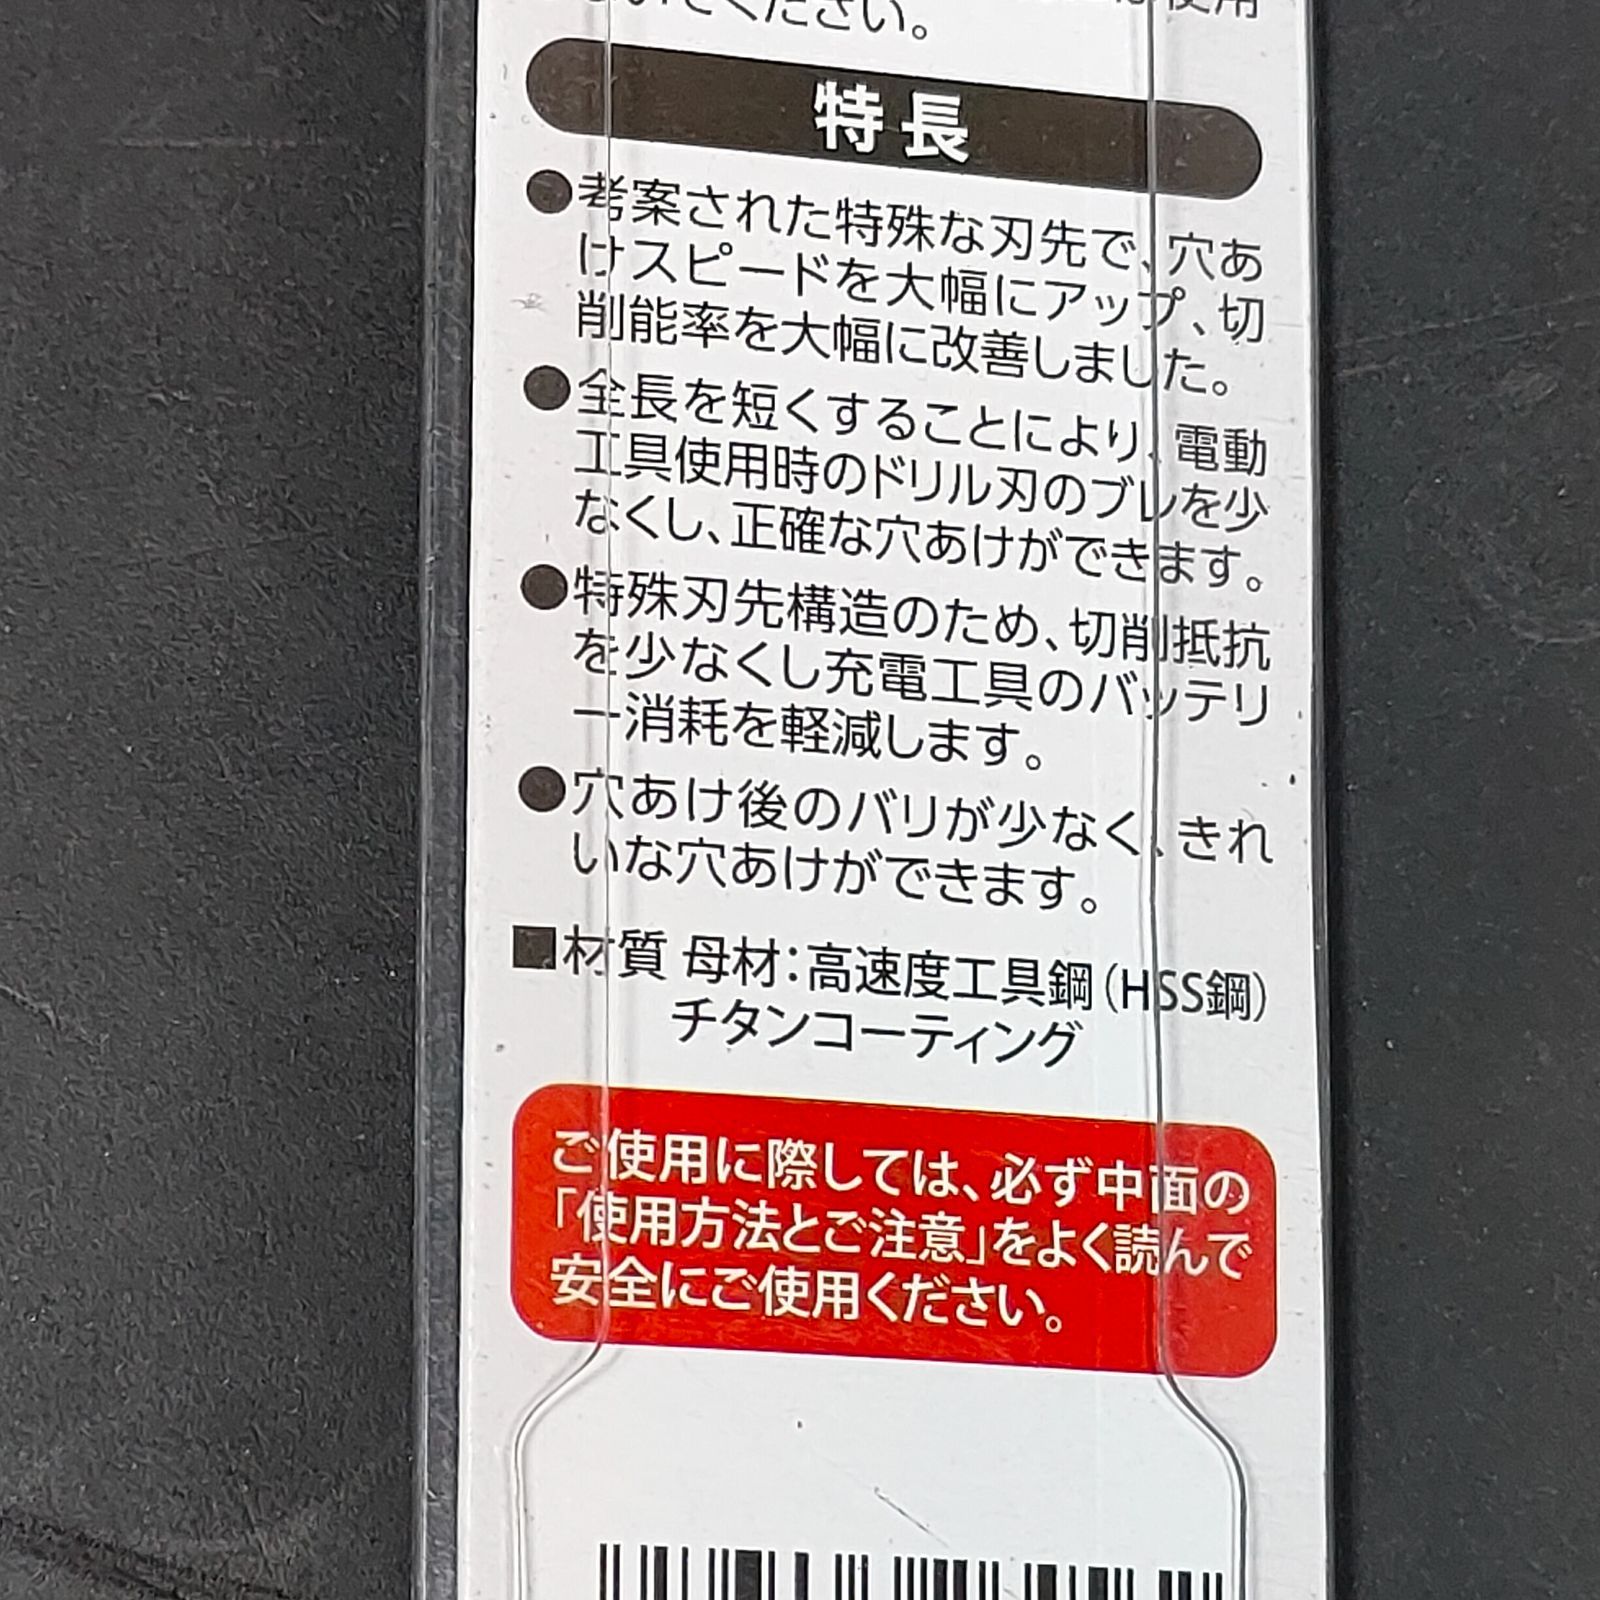 いでください。
使用
特長
●考案された特殊な刃先で、穴あ
けスピードを大幅にアップ、切
削能率を大幅に改善しました。
●全長を短くすることにより、電動
工具使用時のドリル刃のブレを少
なくし、正確な穴あけができます。
●特殊刃先構造のため、切削抵抗
を少なくし充電工具のバッテリ
ー消耗を軽減します。
●穴あけ後のバリが少なく、きれ
いな穴あけができます。
■材質 母材：高速度工具鋼（HSS鋼）
チタンコーティング
ご使用に際しては、必ず中面の
「使用方法とご注意」をよく読んで
安全にご使用ください。